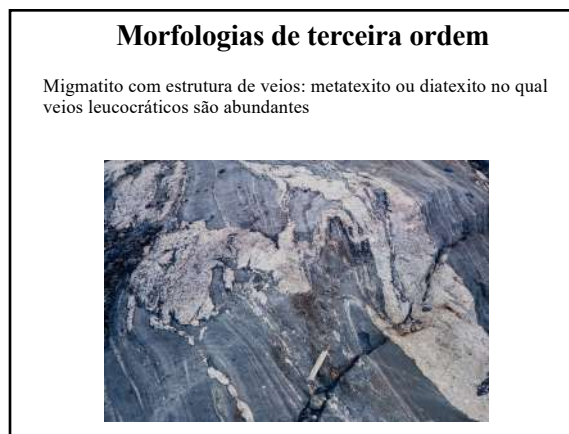 Morfologias de terceira ordem
Migmatito com estrutura de veios: metatexito ou diatexito no qual
veios leucocráticos são abundantes